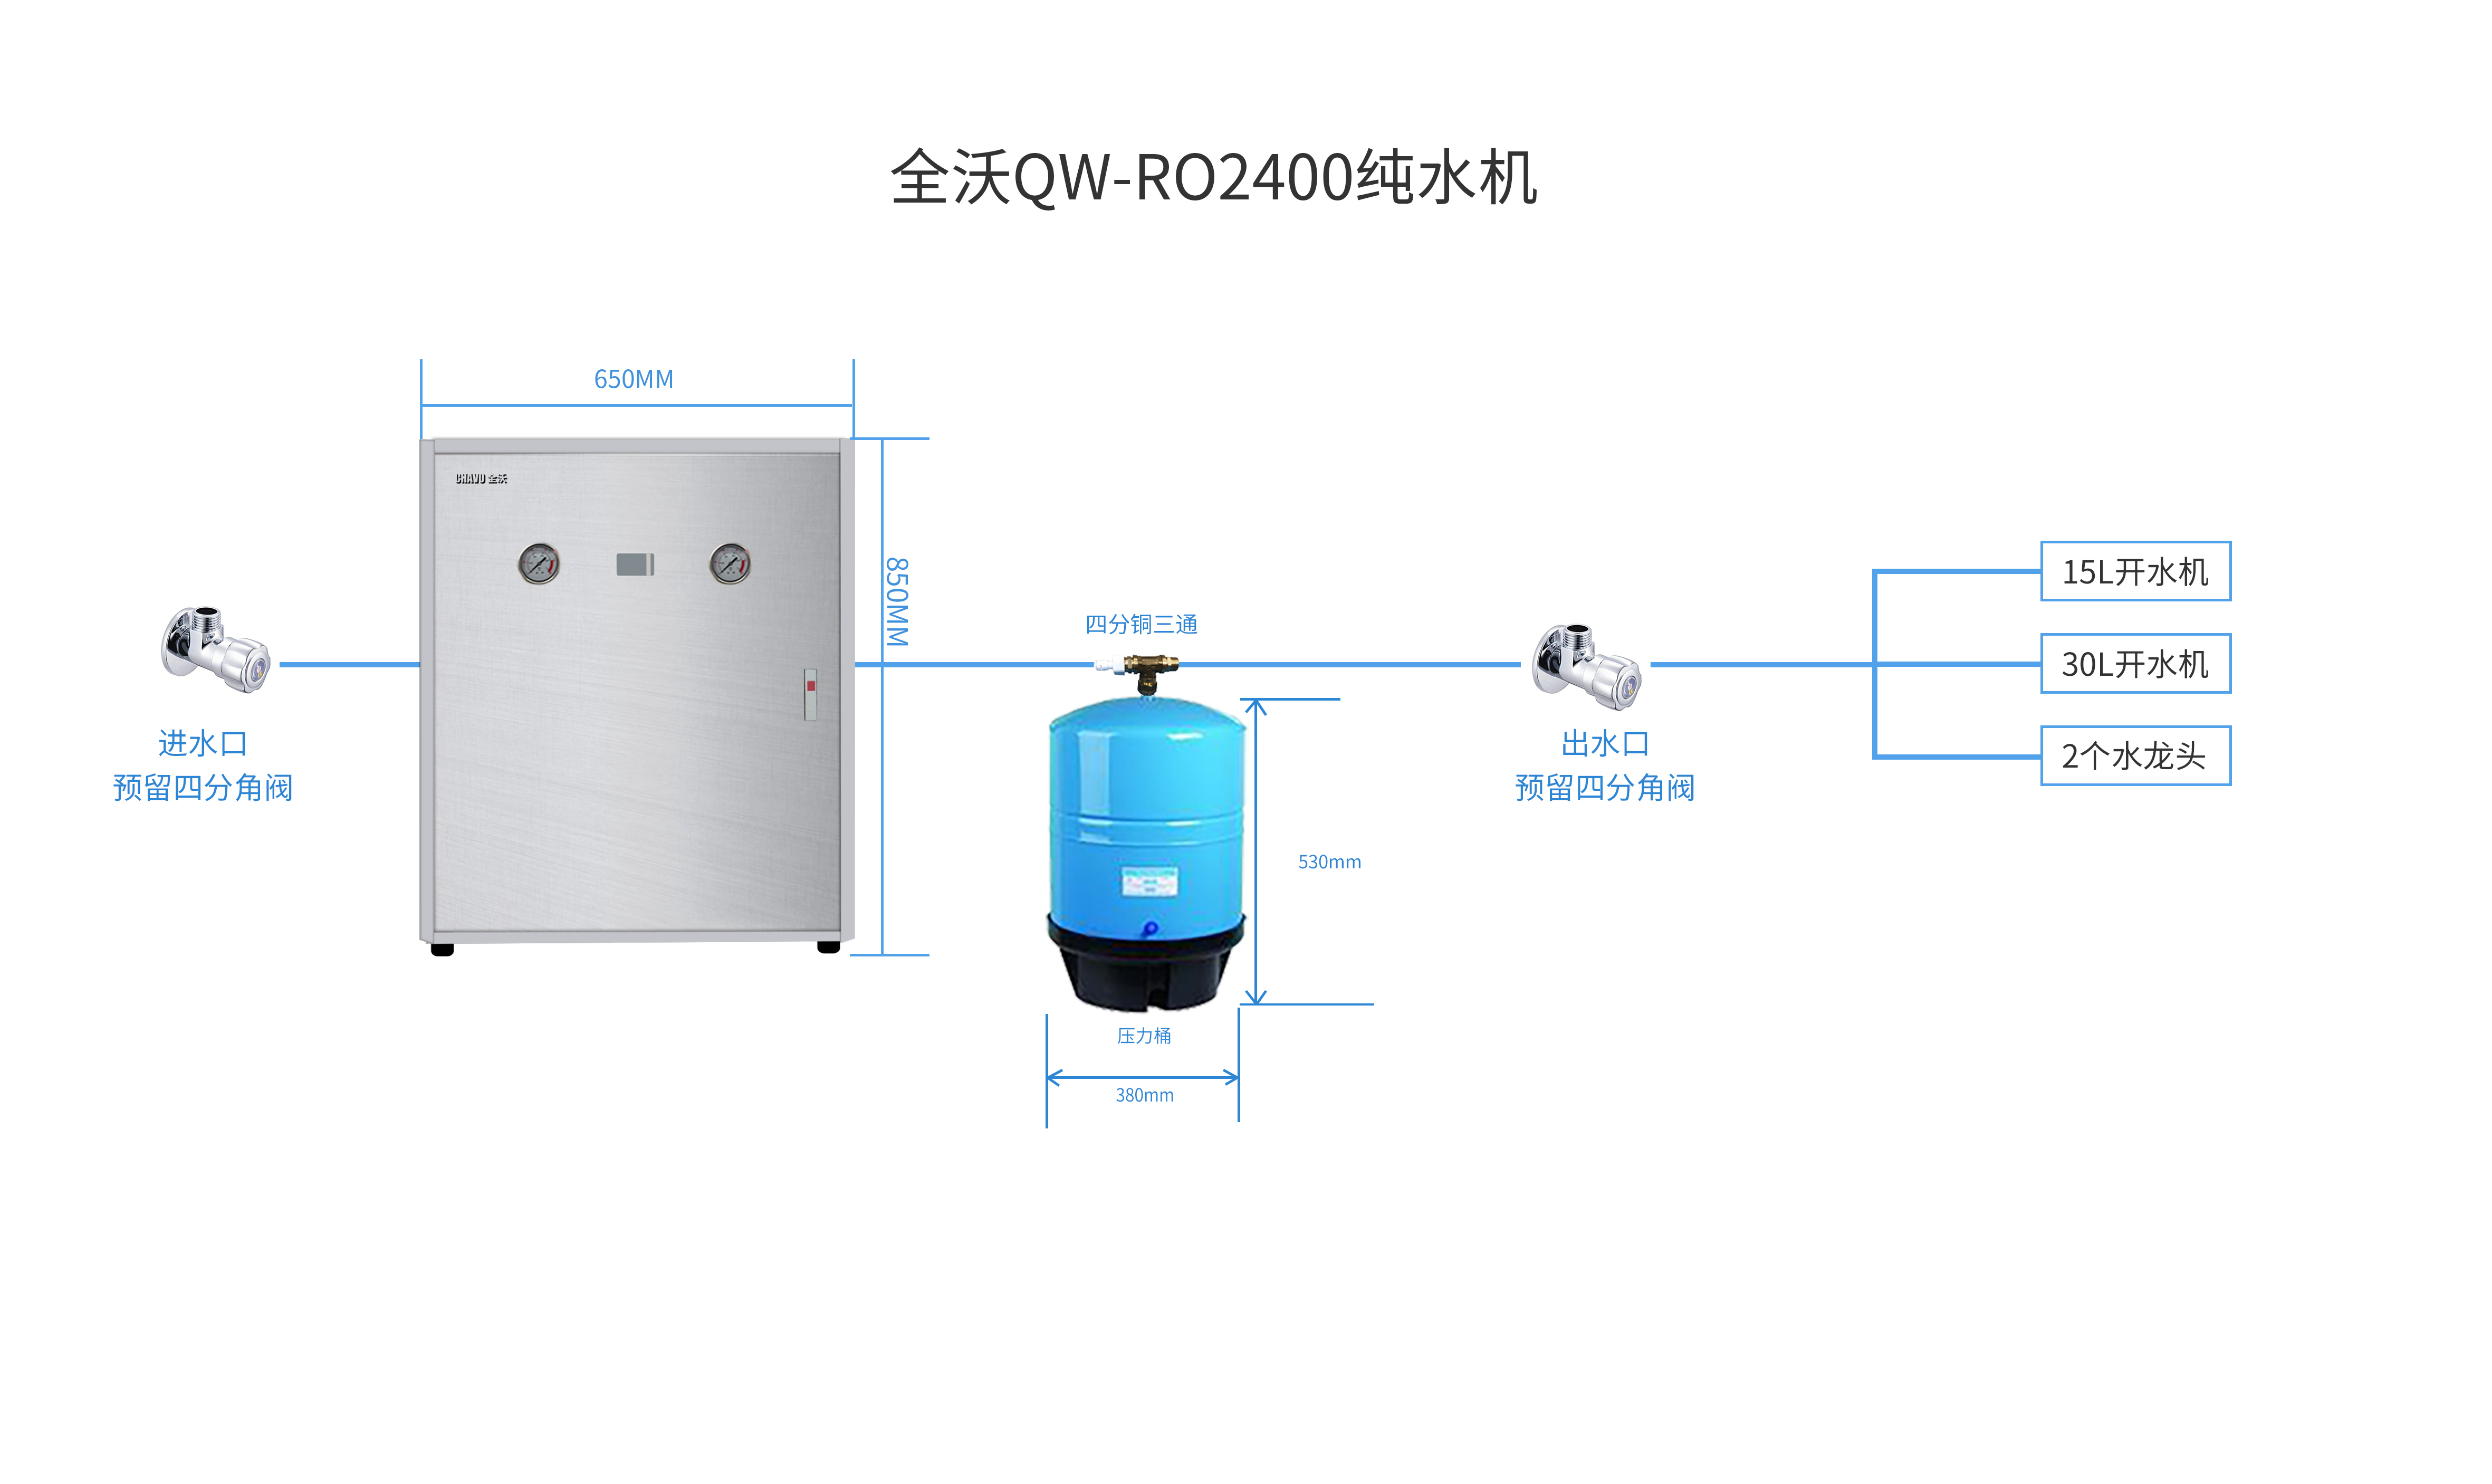 全沃QW-RO2400纯水机
650MM
CHAVO 全沃
850MM
四分铜三通
进水口
预留四分角阀
出水口
预留四分角阀
15L开水机
30L开水机
2个水龙头
530mm
压力桶
380mm